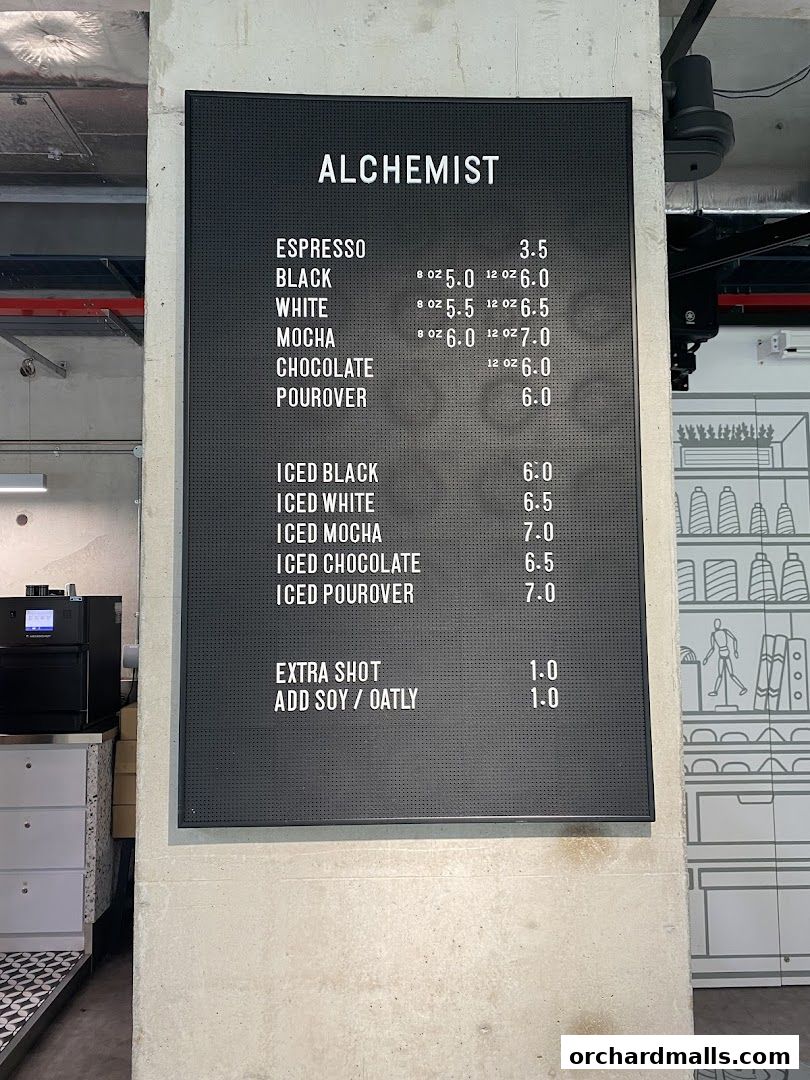 ALCHEMIST
ESPRESSO 3.5
BLACK 8 OZ 5.0 12 OZ 6.0
WHITE 8 OZ 5.5 12 OZ 6.5
MOCHA 8 OZ 6.0 12 OZ 7.0
CHOCOLATE 12 OZ 6.0
POUROVER 6.0
ICED BLACK 6.0
ICED WHITE 6.5
ICED MOCHA 7.0
ICED CHOCOLATE 6.5
ICED POUROVER 7.0
EXTRA SHOT 1.0
ADD SOY / OATLY 1.0
orchardmalls.com